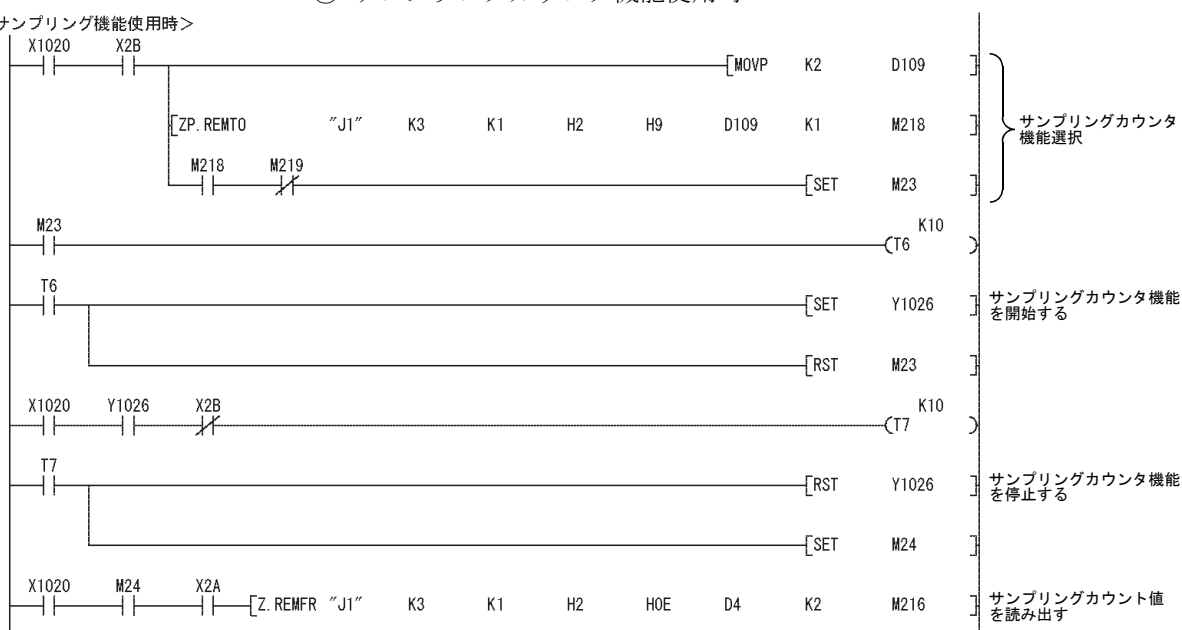 サンプリング機能使用時＞
X1020 X2B
[MOVP K2 D109 ]
[ZP.REMTO "J1" K3 K1 H2 H9 D109 K1 M218 ]
サンプリングカウンタ
機能選択
M218 M219
[SET M23 ]
M23 K10
(T6 )
T6
[SET Y1026 ]
サンプリングカウンタ機能
を開始する
[RST M23 ]
X1020 Y1026 X2B K10
(T7 )
T7
[RST Y1026 ]
サンプリングカウンタ機能
を停止する
[SET M24 ]
X1020 M24 X2A
[Z.REMFR "J1" K3 K1 H2 H0E D4 K2 M216 ]
サンプリングカウント値
を読み出す